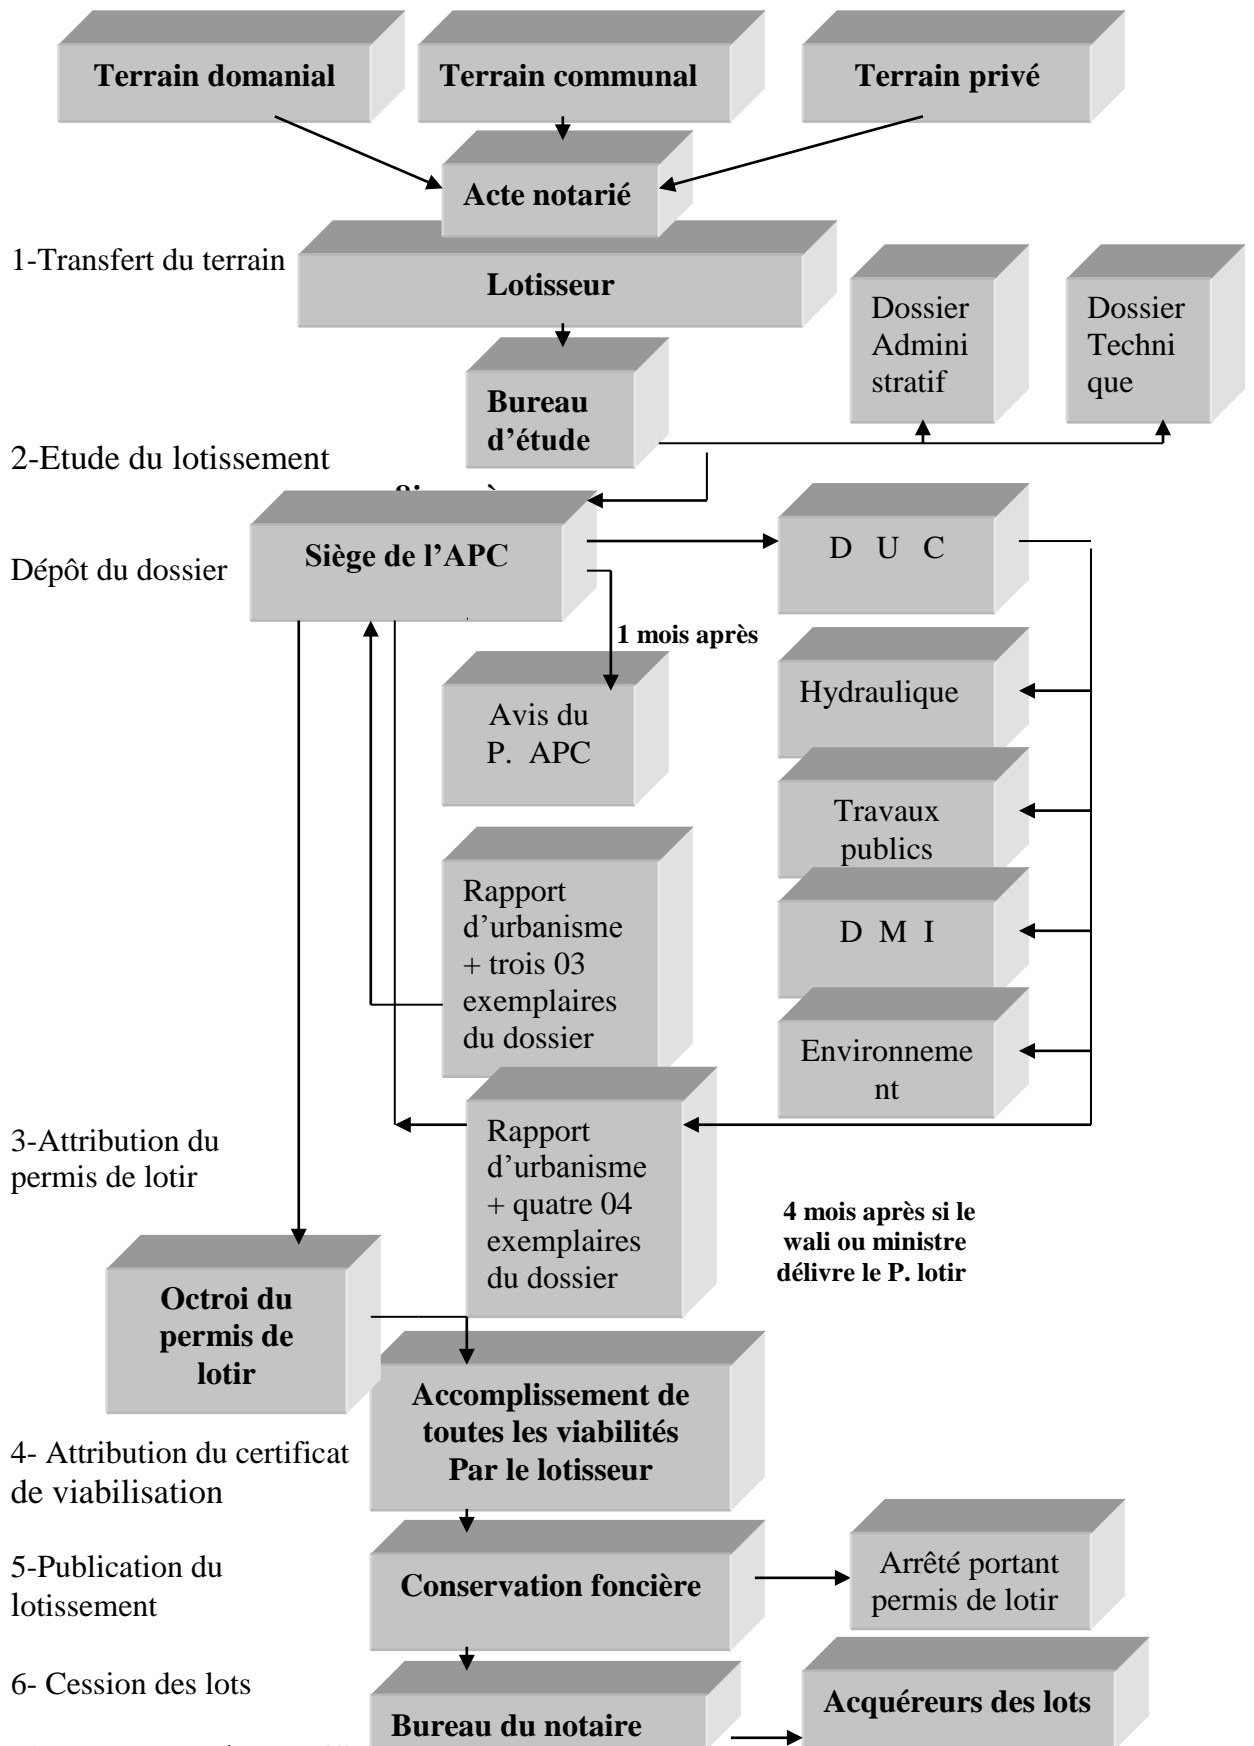 Terrain domanial
Terrain communal
Terrain privé
Acte notarié
1-Transfert du terrain
Lotisseur
Dossier
Admini
stratif
Dossier
Techni
que
Bureau
d’étude
2-Etude du lotissement
Siège de l’APC
D U C
Dépôt du dossier
1 mois après
Hydraulique
Avis du
P. APC
Travaux
publics
Rapport
d’urbanisme
+ trois 03
exemplaires
du dossier
D M I
Environneme
nt
3-Attribution du
permis de lotir
Rapport
d’urbanisme
+ quatre 04
exemplaires
du dossier
4 mois après si le
wali ou ministre
délivre le P. lotir
Octroi du
permis de
lotir
Accomplissement de
toutes les viabilités
Par le lotisseur
4- Attribution du certificat
de viabilisation
5-Publication du
lotissement
Conservation foncière
Arrêté portant
permis de lotir
6- Cession des lots
Bureau du notaire
Acquéreurs des lots